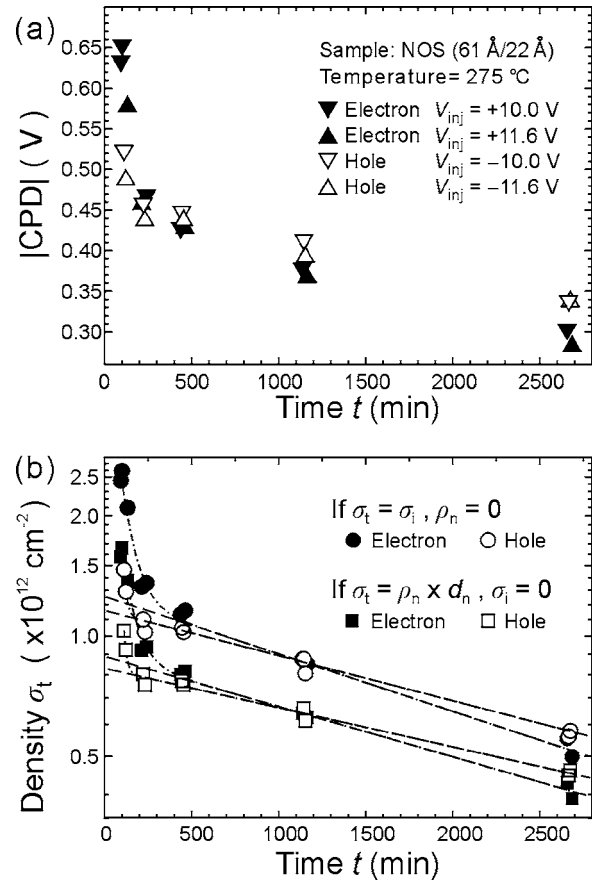 (a)
Sample: NOS (61 Å/22 Å)
Temperature= 275 °C
▼ Electron V_inj = +10.0 V
▲ Electron V_inj = +11.6 V
▽ Hole V_inj = −10.0 V
△ Hole V_inj = −11.6 V
|CPD| ( V )
0.65
0.60
0.55
0.50
0.45
0.40
0.35
0.30
0 500 1000 1500 2000 2500
Time t (min)
(b)
If σ_t = σ_i , ρ_n = 0
● Electron ○ Hole
If σ_t = ρ_n x d_n , σ_i = 0
■ Electron □ Hole
Density σ_t ( x10^12 cm^-2)
2.5
2.0
1.5
1.0
0.5
0 500 1000 1500 2000 2500
Time t (min)